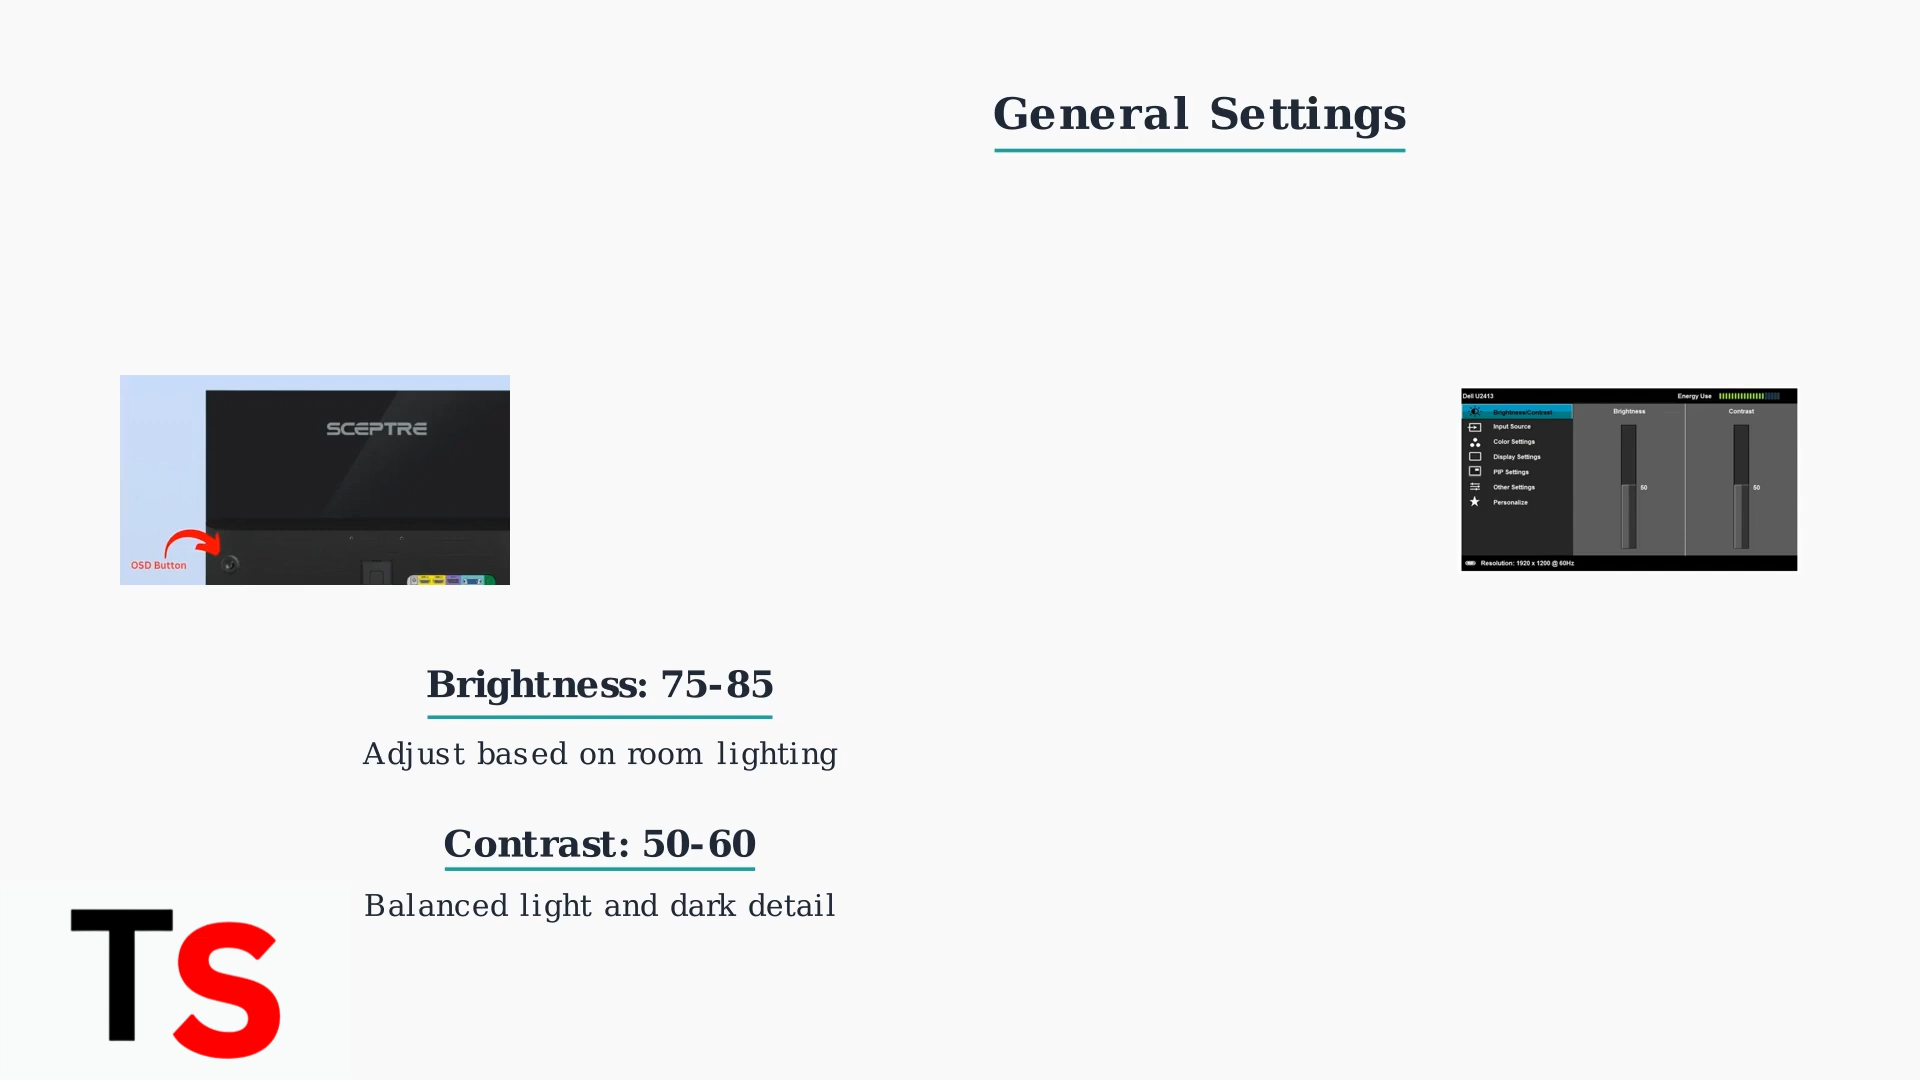 General Settings
SCEPTRE
OSD Button
Dell U2413
Energy Use
Brightness/Contrast
Input Source
Color Settings
Display Settings
PIP Settings
Other Settings
Personalize
Brightness
Contrast
50
50
Resolution: 1920 x 1200 @ 60Hz
Brightness: 75-85
Adjust based on room lighting
Contrast: 50-60
Balanced light and dark detail
TS